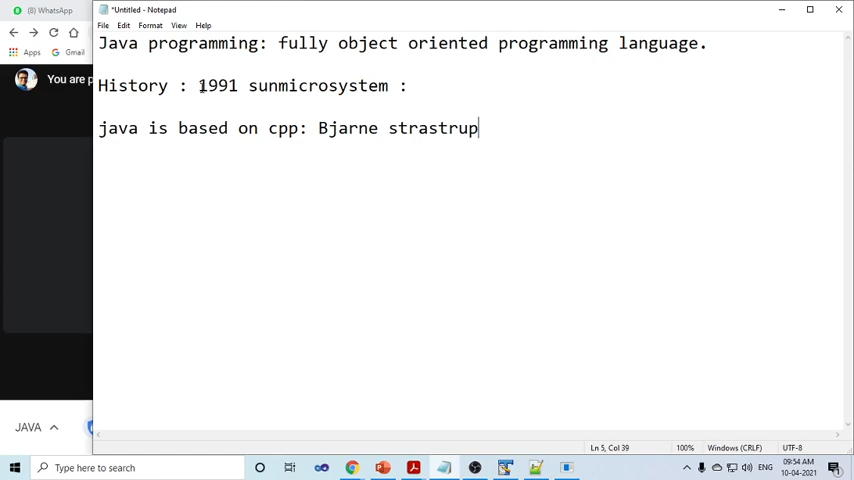 (8) WhatsApp
*Untitled - Notepad
File Edit Format View Help
Apps Gmail
You are p
Java programming: fully object oriented programming language.
History : 1991 sunmicrosystem :
java is based on cpp: Bjarne strastrup
JAVA
Ln 5, Col 39 100% Windows (CRLF) UTF-8
Type here to search
ENG
09:54 AM
10-04-2021
1